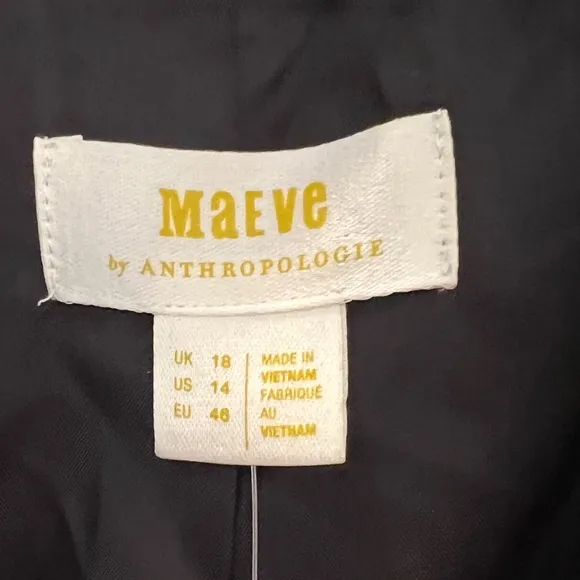 MaEVe
by ANTHROPOLOGIE
UK 18
US 14
EU 46
MADE IN
VIETNAM
FABRIQUÉ
AU
VIETNAM